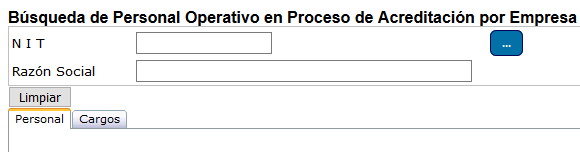 Búsqueda de Personal Operativo en Proceso de Acreditación por Empresa
N I T ...
Razón Social
Limpiar
Personal Cargos